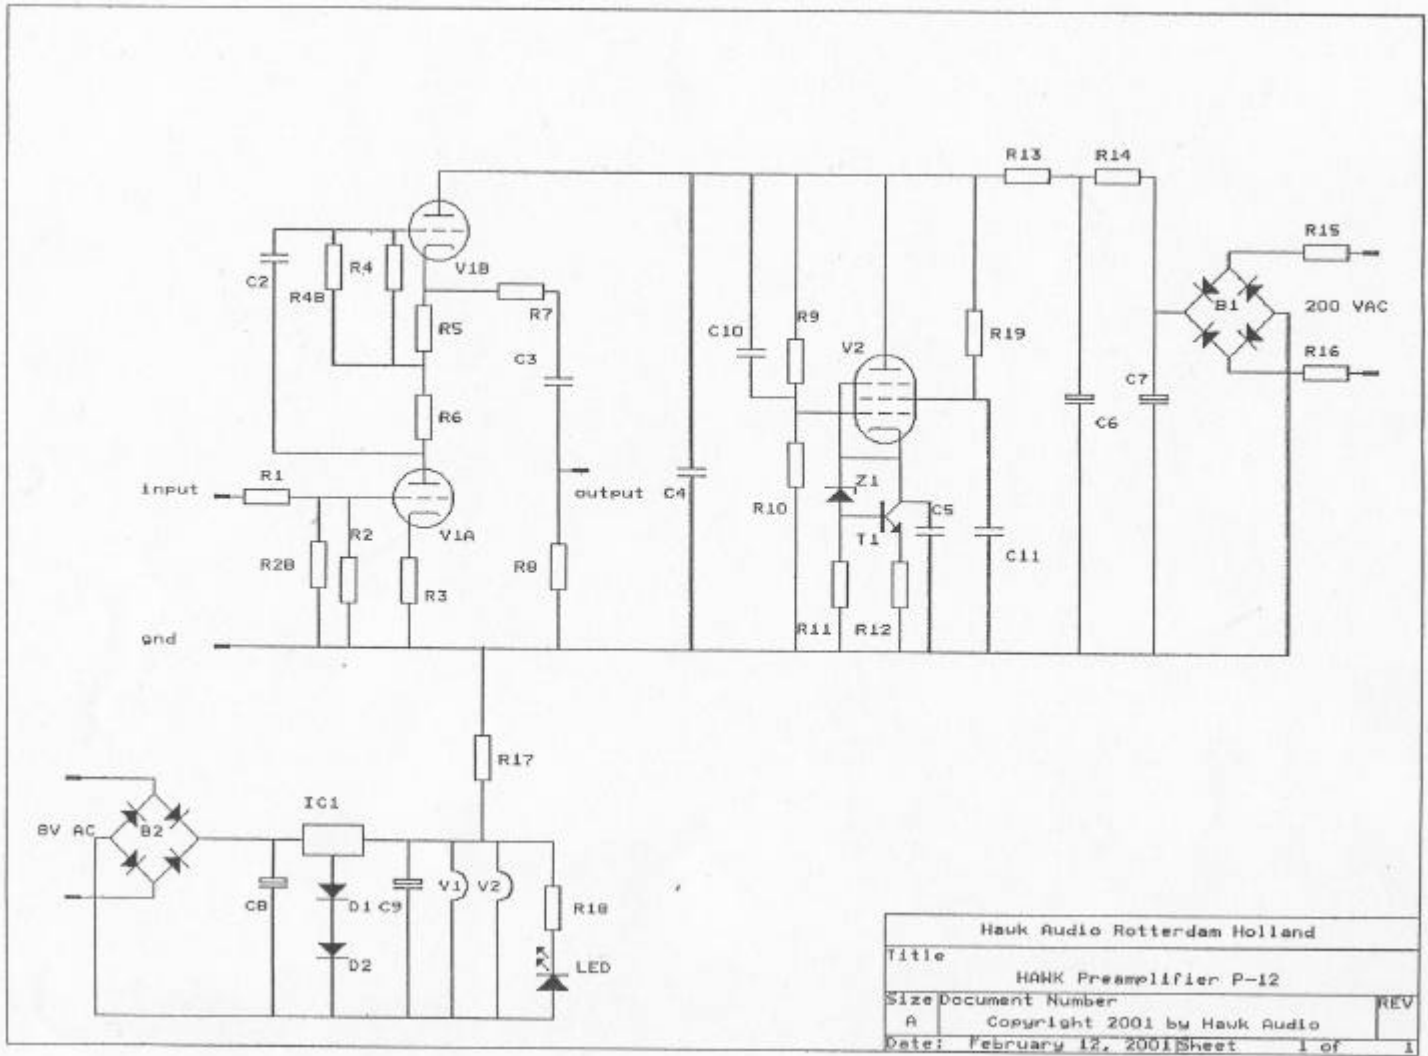 R13 R14
R15
200 VAC
B1
R16
V1B
C2
R4
R4B
R5
R7
C3
R6
R1
input
V1A
R2
R2B
R3
R8
output
C4
C10
R9
V2
R19
C7
C6
R10
Z1
C5
T1
C11
R11 R12
gnd
R17
IC1
8V AC
B2
C8
D1
C9
V1
V2
R18
D2
LED
Hawk Audio Rotterdam Holland
Title
HAWK Preamplifier P-12
Size Document Number REV
A Copyright 2001 by Hawk Audio
Date: February 12, 2001 Sheet 1 of 1